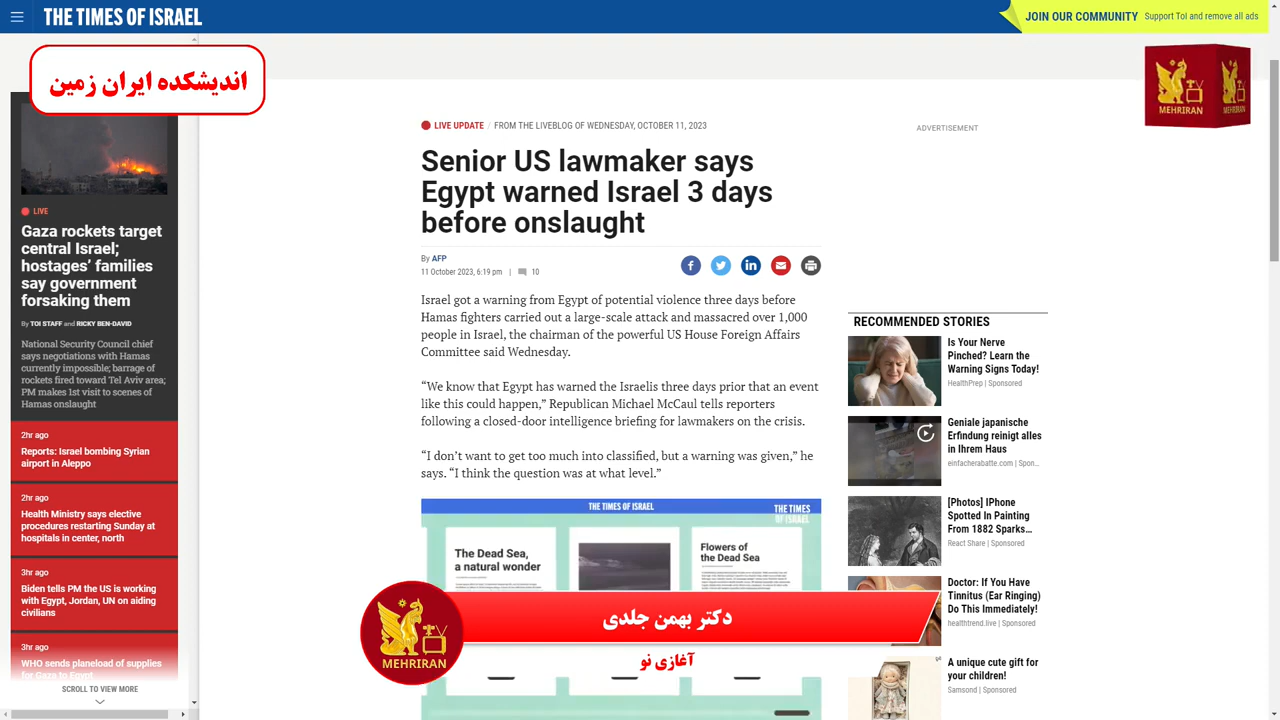 THE TIMES OF ISRAEL
JOIN OUR COMMUNITY
Support ToI and remove all ads
اندیشکده ایران زمین
MEHRIRAN
MEHRIRAN
LIVE
Gaza rockets target
central Israel;
hostages' families
say government
forsaking them
By TOI STAFF and RICKY BEN-DAVID
National Security Council chief
says negotiations with Hamas
currently impossible; barrage of
rockets fired toward Tel Aviv area;
PM makes 1st visit to scenes of
Hamas onslaught
2hr ago
Reports: Israel bombing Syrian
airport in Aleppo
2hr ago
Health Ministry says elective
procedures restarting Sunday at
hospitals in center, north
3hr ago
Biden tells PM the US is working
with Egypt, Jordan, UN on aiding
civilians
3hr ago
WHO sends planeload of supplies
for Gaza to Egypt
SCROLL TO VIEW MORE
LIVE UPDATE / FROM THE LIVEBLOG OF WEDNESDAY, OCTOBER 11, 2023
Senior US lawmaker says
Egypt warned Israel 3 days
before onslaught
By AFP
11 October 2023, 6:19 pm | 10
Israel got a warning from Egypt of potential violence three days before
Hamas fighters carried out a large-scale attack and massacred over 1,000
people in Israel, the chairman of the powerful US House Foreign Affairs
Committee said Wednesday.
“We know that Egypt has warned the Israelis three days prior that an event
like this could happen,” Republican Michael McCaul tells reporters
following a closed-door intelligence briefing for lawmakers on the crisis.
“I don’t want to get too much into classified, but a warning was given,” he
says. “I think the question was at what level.”
THE TIMES OF ISRAEL
THE TIMES
OF ISRAEL
The Dead Sea,
a natural wonder
Flowers of
the Dead Sea
دکتر بهمن جلدی
آغازی نو
MEHRIRAN
ADVERTISEMENT
RECOMMENDED STORIES
Is Your Nerve
Pinched? Learn the
Warning Signs Today!
HealthPrep | Sponsored
Geniale japanische
Erfindung reinigt alles
in Ihrem Haus
einfacherabatte.com | Spon...
[Photos] IPhone
Spotted In Painting
From 1882 Sparks...
React Share | Sponsored
Doctor: If You Have
Tinnitus (Ear Ringing)
Do This Immediately!
healthtrend.live | Sponsored
A unique cute gift for
your children!
Samsond | Sponsored